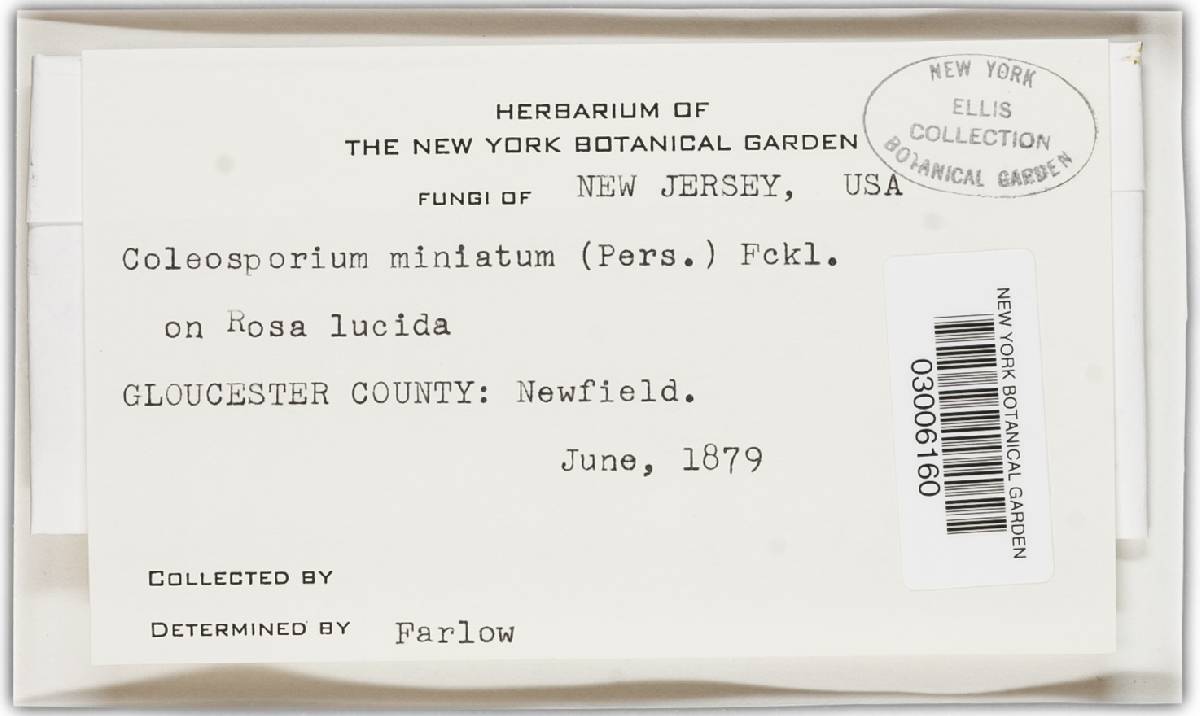 NEW YORK
ELLIS
COLLECTION
BOTANICAL GARDEN
HERBARIUM OF
THE NEW YORK BOTANICAL GARDEN
FUNGI OF NEW JERSEY, USA
Coleosporium miniatum (Pers.) Fckl.
on Rosa lucida
GLOUCESTER COUNTY: Newfield.
June, 1879
NEW YORK BOTANICAL GARDEN
03006160
COLLECTED BY
DETERMINED BY Farlow